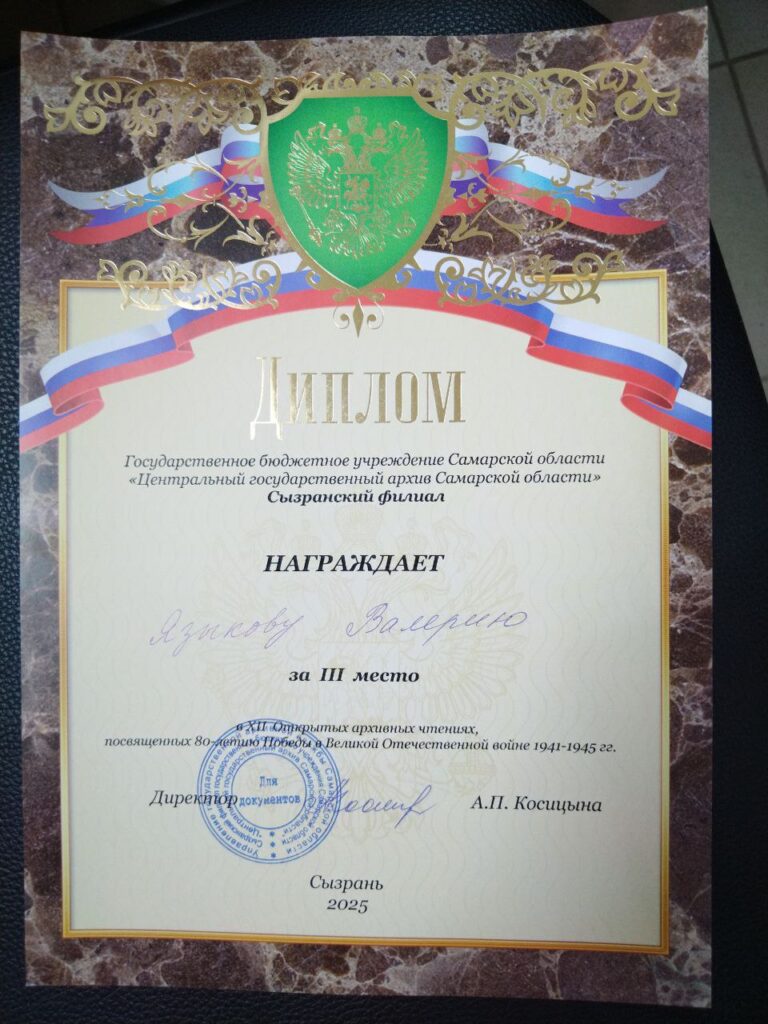 Диплом
Государственное бюджетное учреждение Самарской области
«Центральный государственный архив Самарской области»
Сызранский филиал
НАГРАЖДАЕТ
Языкову Валерию
за III место
в XII Открытых архивных чтениях,
посвященных 80-летию Победы в Великой Отечественной войне 1941-1945 гг.
Директор
А.П. Косицына
Для
документов
Сызрань
2025